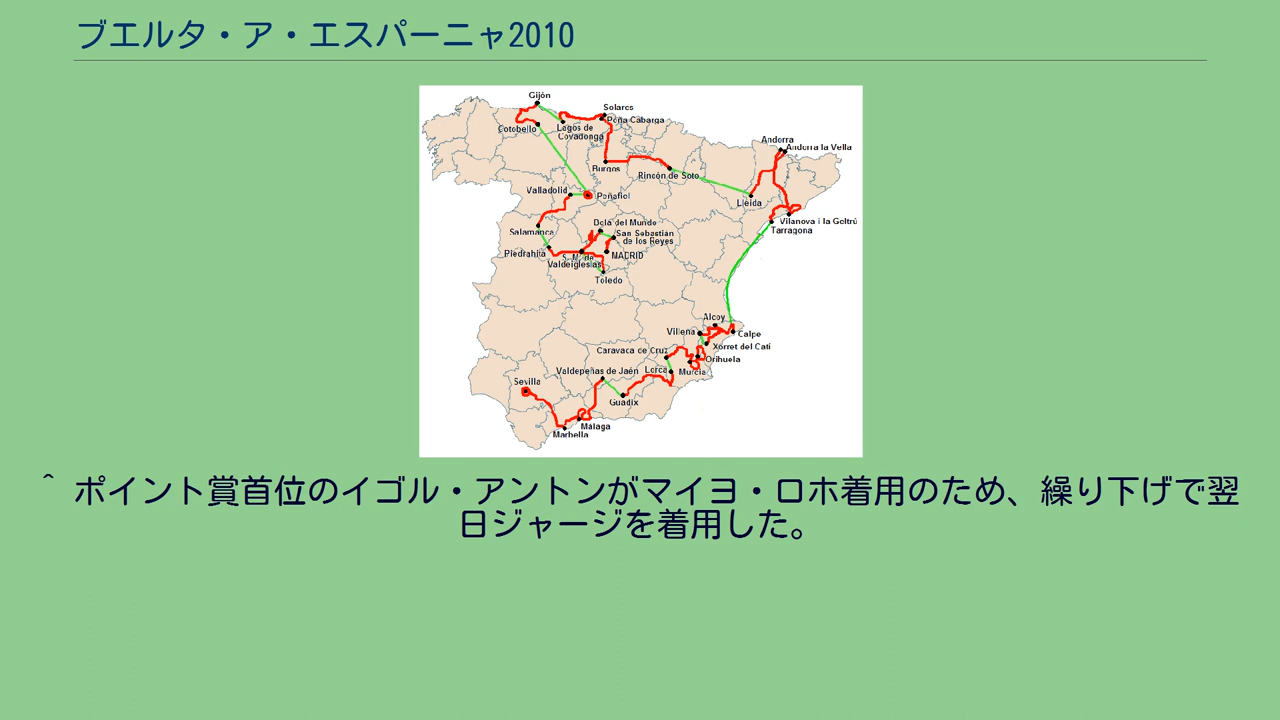 ブエルタ・ア・エスパーニャ2010
Gijón
Solares
Peña Cabarga
Cotobello
Lagos de
Covadonga
Andorra
Andorra la Vella
Burgos
Rincón de Soto
Valladolid
Peñafiel
Lleida
Vilanova i la Geltrú
Tarragona
Salamanca
Bola del Mundo
San Sebastián
de los Reyes
Piedrahita
S. M. de
Valdeiglesias
MADRID
Toledo
Alcoy
Villena
Calpe
Xorret del Catí
Caravaca de Cruz
Orihuela
Valdepeñas de Jaén
Lorca
Murcia
Sevilla
Guadix
Málaga
Marbella
^ ポイント賞首位のイゴル・アントンがマイヨ・ロホ着用のため、繰り下げで翌
日ジャージを着用した。